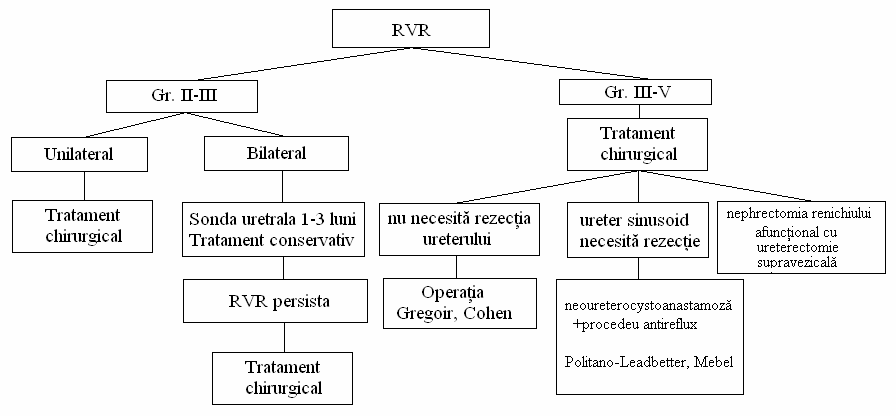 RVR
Gr. II-III
Gr. III-V
Unilateral
Bilateral
Tratament
chirurgical
Tratament
chirurgical
Sonda uretrala 1-3 luni
Tratament conservativ
nu necesită rezecția
ureterului
ureter sinusoid
necesită rezecție
nephrectomia renichiului
afuncțional cu
ureterectomie
supravezicală
RVR persista
Operația
Gregoir, Cohen
neoureterocystoanastamoză
+procedeu antireflux
Politano-Leadbetter, Mebel
Tratament
chirurgical